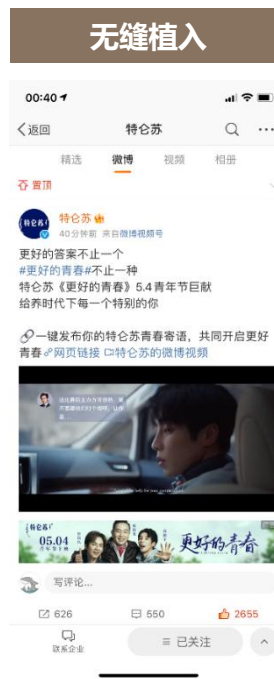 无缝植入
00:40
返回
特仑苏
精选 微博 视频 相册
置顶
特仑苏
40分钟前 来自微博视频号
更好的答案不止一个
#更好的青春#不止一种
特仑苏《更好的青春》5.4青年节巨献
给养时代下每一个特别的你
一键发布你的特仑苏青春寄语，共同开启更好
青春 网页链接 特仑苏的微博视频
特仑苏
05.04
更好的青春
写评论...
626 550 2655
联系企业
已关注